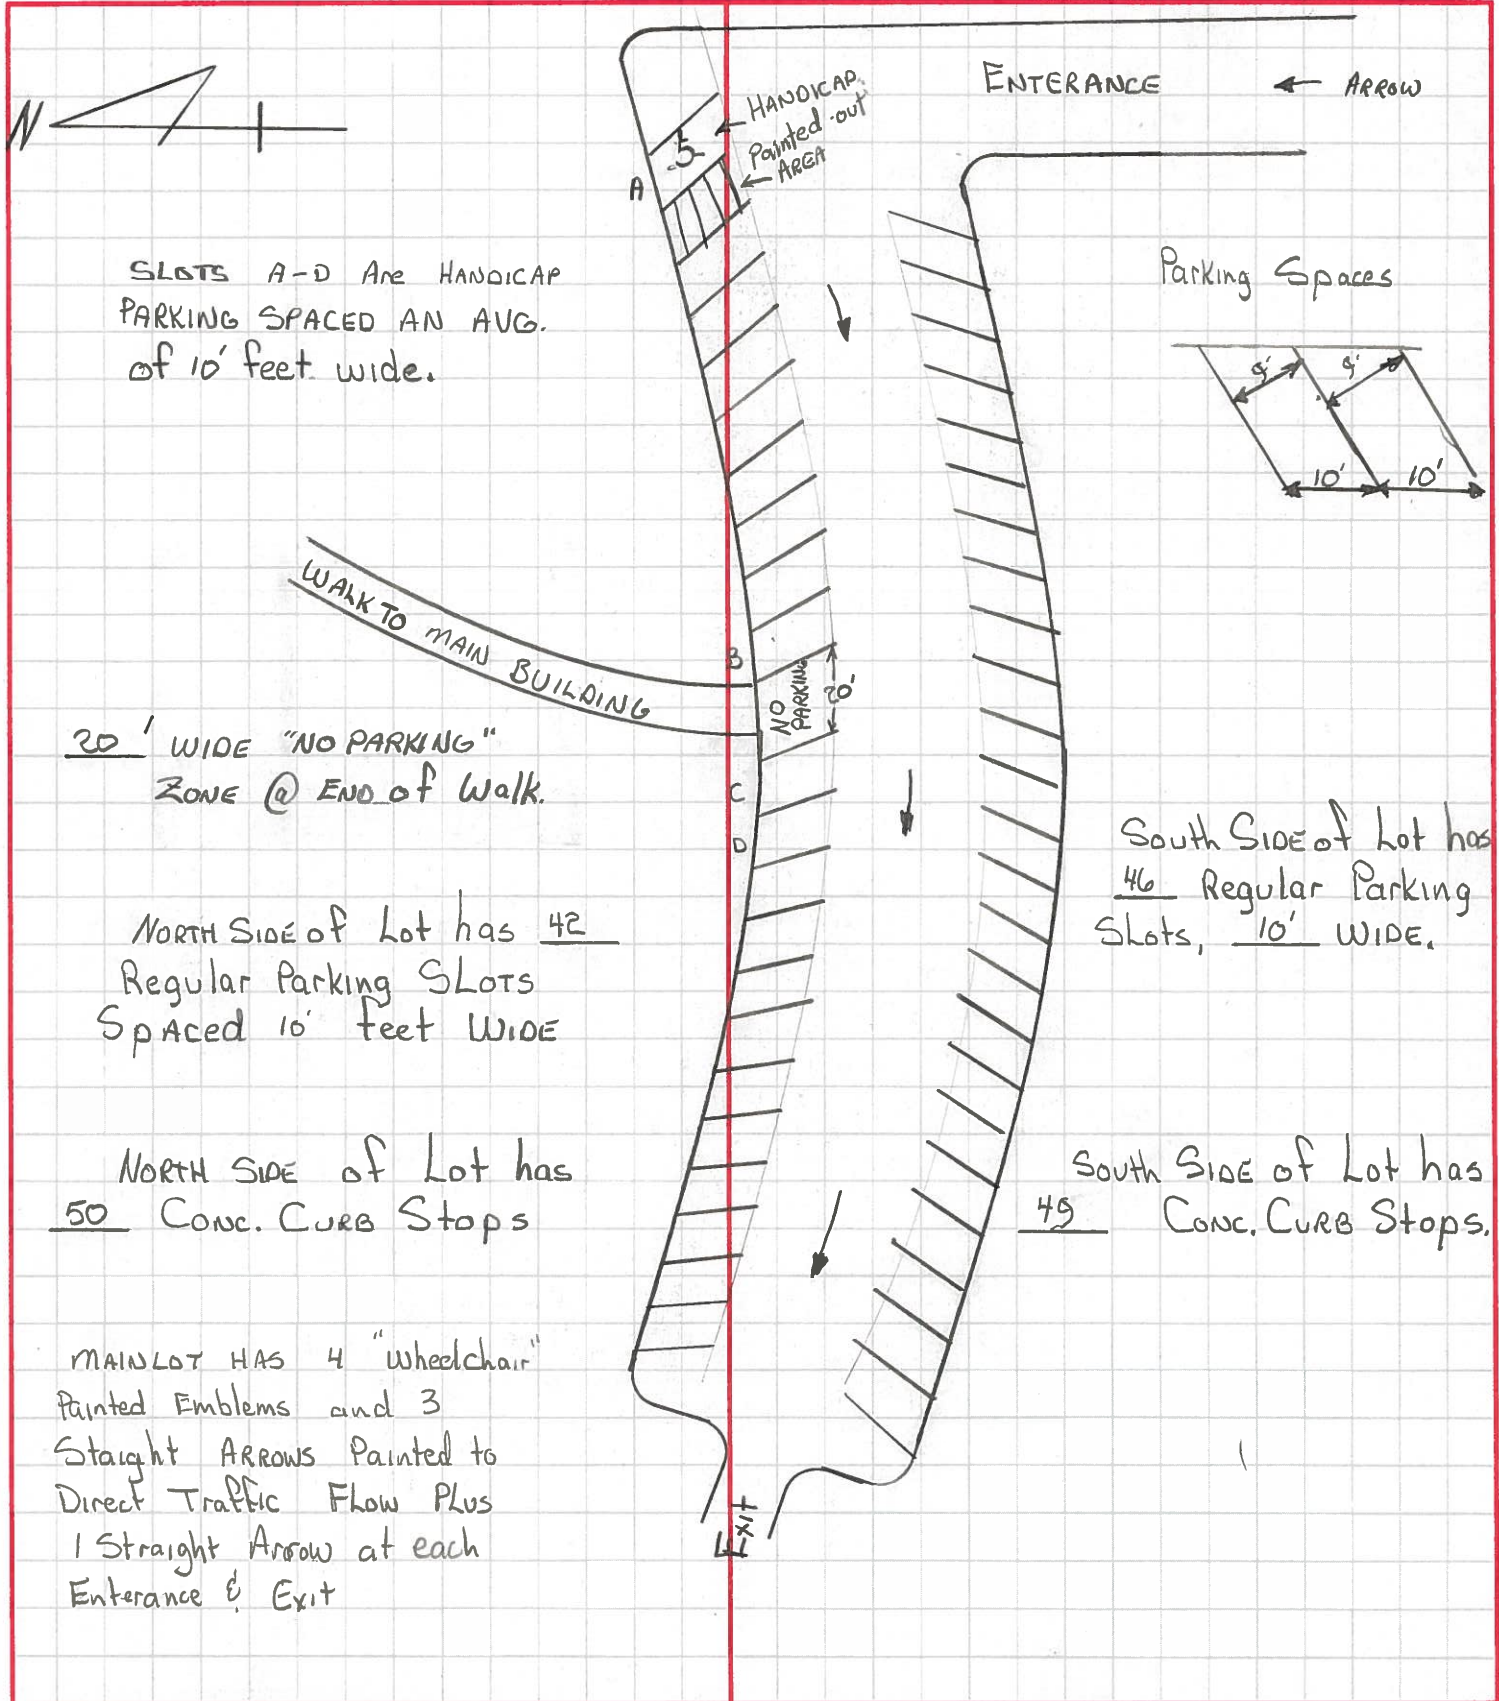 N
ENTERANCE ← ARROW
HANDICAP
Painted out
AREA
A
SLOTS A-D Are HANDICAP
PARKING SPACED AN AVG.
of 10' feet wide.
Parking Spaces
9' 9'
10' 10'
WALK TO MAIN BUILDING
B
NO
PARKING
20'
C
D
20' WIDE "NO PARKING"
ZONE @ END of Walk.
NORTH SIDE of Lot has 42
Regular Parking SLOTS
SPACED 10' feet WIDE
South SIDE of Lot has
46 Regular Parking
SLots, 10' WIDE.
NORTH SIDE of Lot has
50 CONC. CURB Stops
South SIDE of Lot has
49 CONC. CURB Stops.
MAIN LOT HAS 4 "Wheelchair"
Painted Emblems and 3
Staight ARROWS Painted to
Direct Traffic FLow PLus
1 Straight Arrow at each
Enterance & Exit
Exit